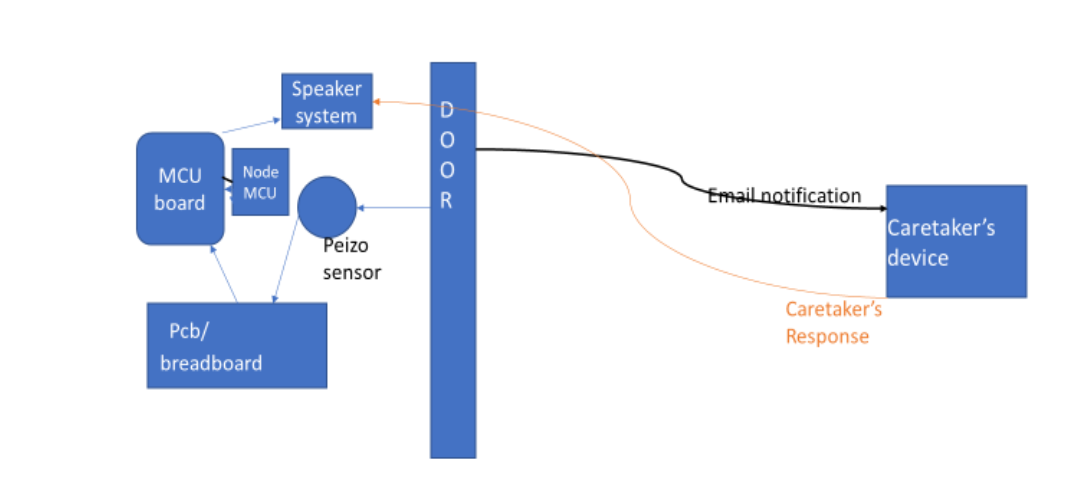 Speaker
system
D
O
O
R
MCU
board
Node
MCU
Email notification
Caretaker's
device
Peizo
sensor
Caretaker's
Response
Pcb/
breadboard